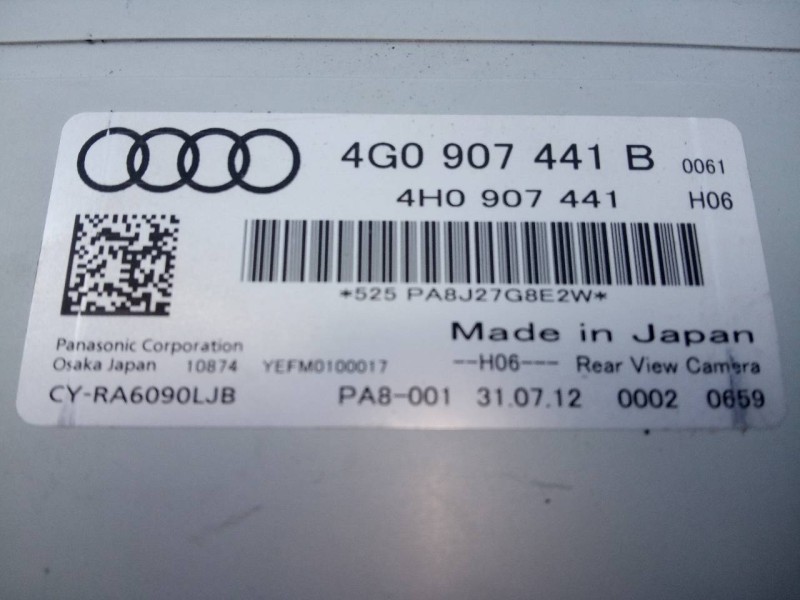 4G0 907 441 B 0061
4H0 907 441 H06
*525 PA8J27G8E2W*
Made in Japan
Panasonic Corporation
Osaka Japan 10874 YEFM0100017 --H06--- Rear View Camera
CY-RA6090LJB PA8-001 31.07.12 0002 0659